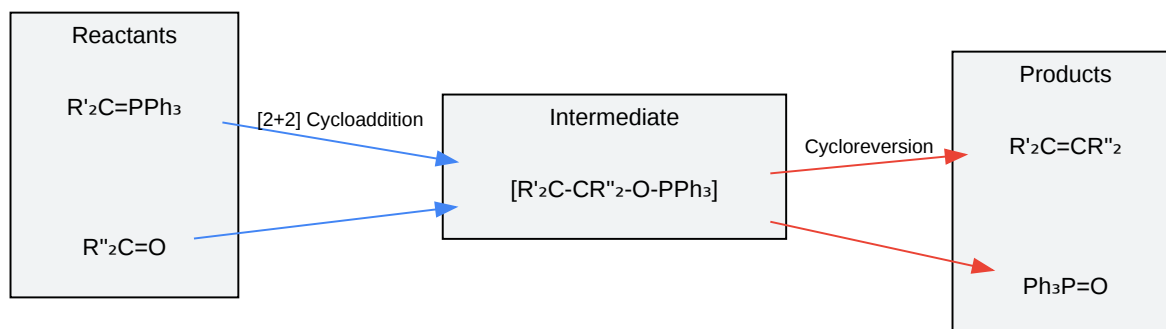 Reactants
R'₂C=PPh₃
R"₂C=O
[2+2] Cycloaddition
Intermediate
[R'₂C-CR"₂-O-PPh₃]
Cycloreversion
Products
R'₂C=CR"₂
Ph₃P=O